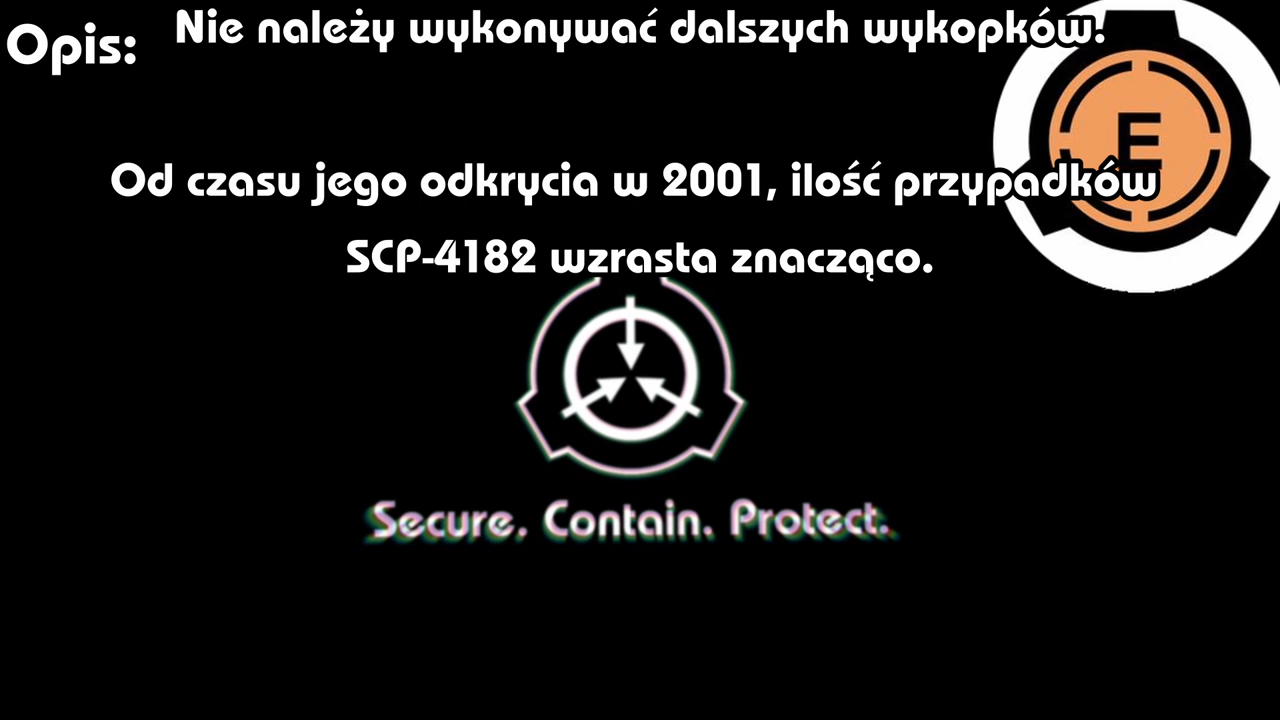 Opis:
Nie należy wykonywać dalszych wykopków!
E
Od czasu jego odkrycia w 2001, ilość przypadków
SCP-4182 wzrasta znacząco.
Secure. Contain. Protect.